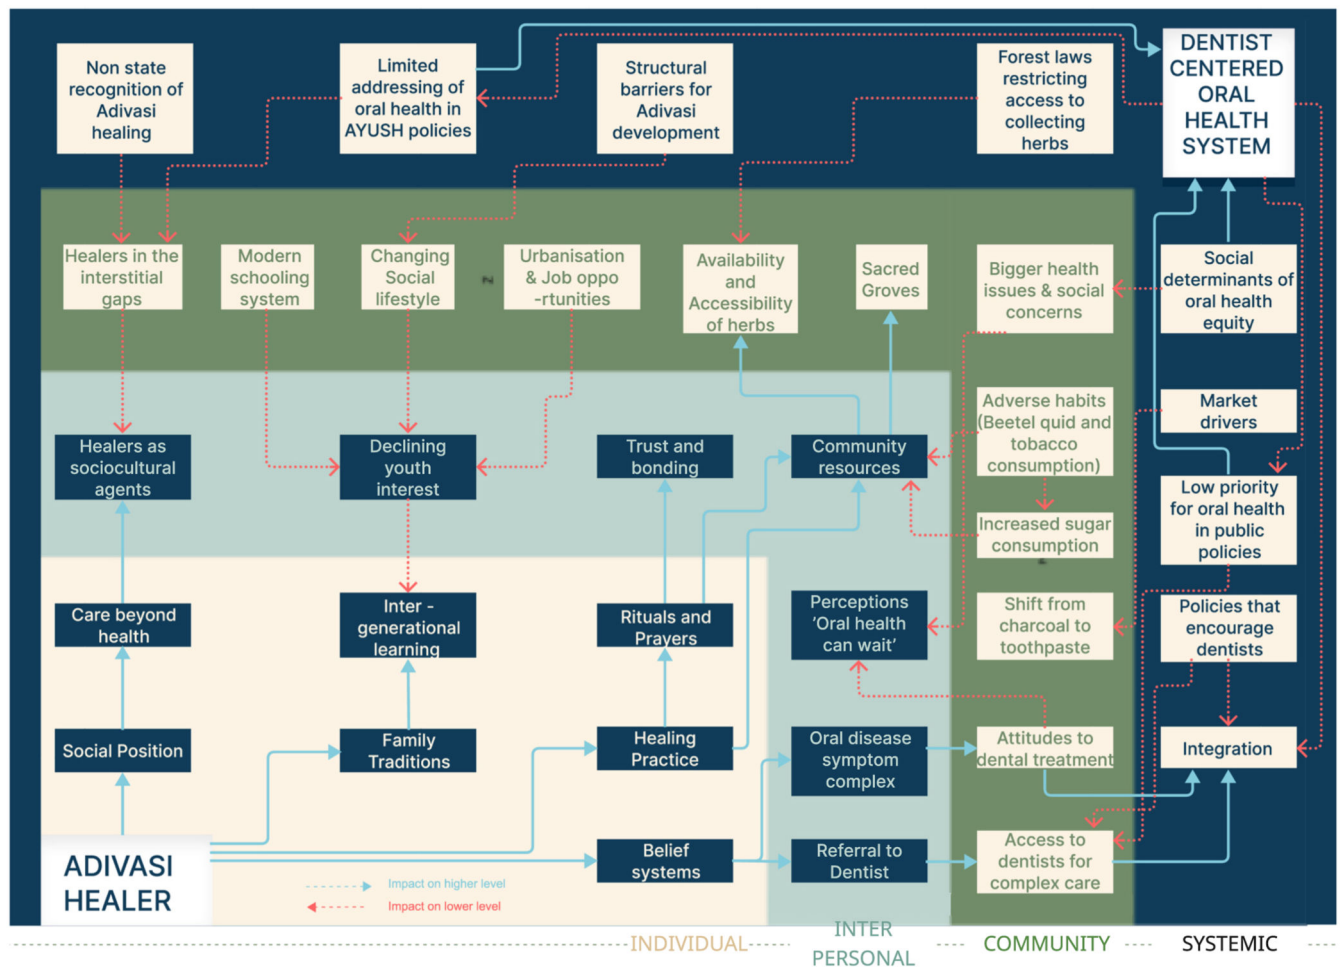 Non state
recognition of
Adivasi
healing
Limited
addressing of
oral health in
AYUSH policies
Structural
barriers for
Adivasi
development
Forest laws
restricting
access to
collecting
herbs
DENTIST
CENTERED
ORAL
HEALTH
SYSTEM
Healers in the
interstitial
gaps
Modern
schooling
system
Changing
Social
lifestyle
z
Urbanisation
& Job oppo
-rtunities
Availability
and
Accessibility
of herbs
Sacred
Groves
Bigger health
issues & social
concerns
Social
determinants of
oral health
equity
Healers as
sociocultural
agents
Declining
youth
interest
Trust and
bonding
Community
resources
Adverse habits
(Beetel quid and
tobacco
consumption)
Market
drivers
Increased sugar
consumption
Low priority
for oral health
in public
policies
Care beyond
health
Inter -
generational
learning
Rituals and
Prayers
Perceptions
‘Oral health
can wait’
Shift from
charcoal to
toothpaste
Policies that
encourage
dentists
Social Position
Family
Traditions
Healing
Practice
Oral disease
symptom
complex
Attitudes to
dental treatment
Integration
ADIVASI
HEALER
Belief
systems
Referral to
Dentist
Access to
dentists for
complex care
Impact on higher level
Impact on lower level
INDIVIDUAL
INTER
PERSONAL
COMMUNITY
SYSTEMIC